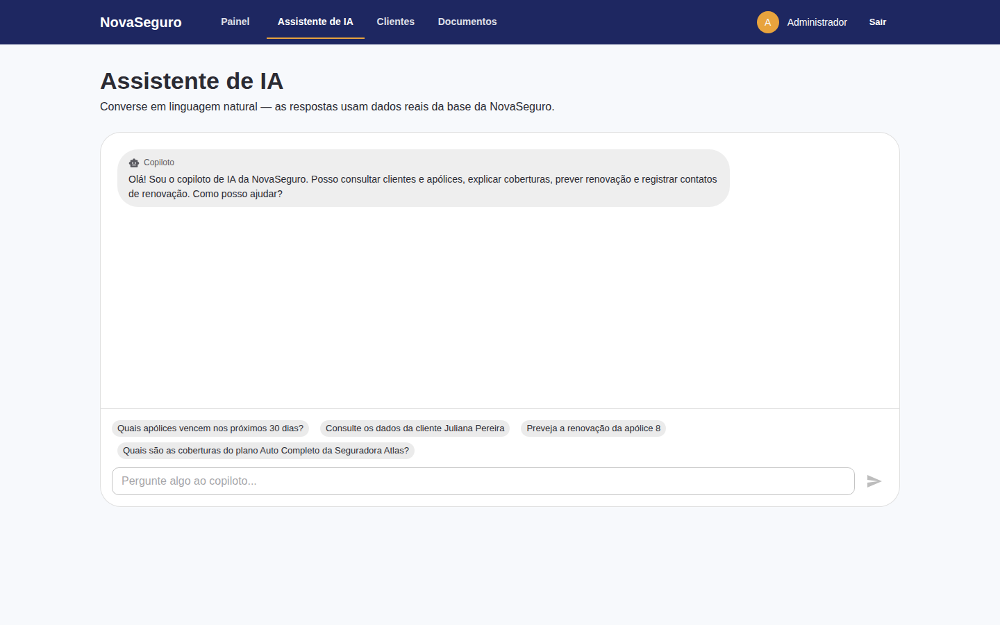 NovaSeguro
Painel
Assistente de IA
Clientes
Documentos
A
Administrador
Sair
Assistente de IA
Converse em linguagem natural — as respostas usam dados reais da base da NovaSeguro.
Copiloto
Olá! Sou o copiloto de IA da NovaSeguro. Posso consultar clientes e apólices, explicar coberturas, prever renovação e registrar contatos
de renovação. Como posso ajudar?
Quais apólices vencem nos próximos 30 dias?
Consulte os dados da cliente Juliana Pereira
Preveja a renovação da apólice 8
Quais são as coberturas do plano Auto Completo da Seguradora Atlas?
Pergunte algo ao copiloto...